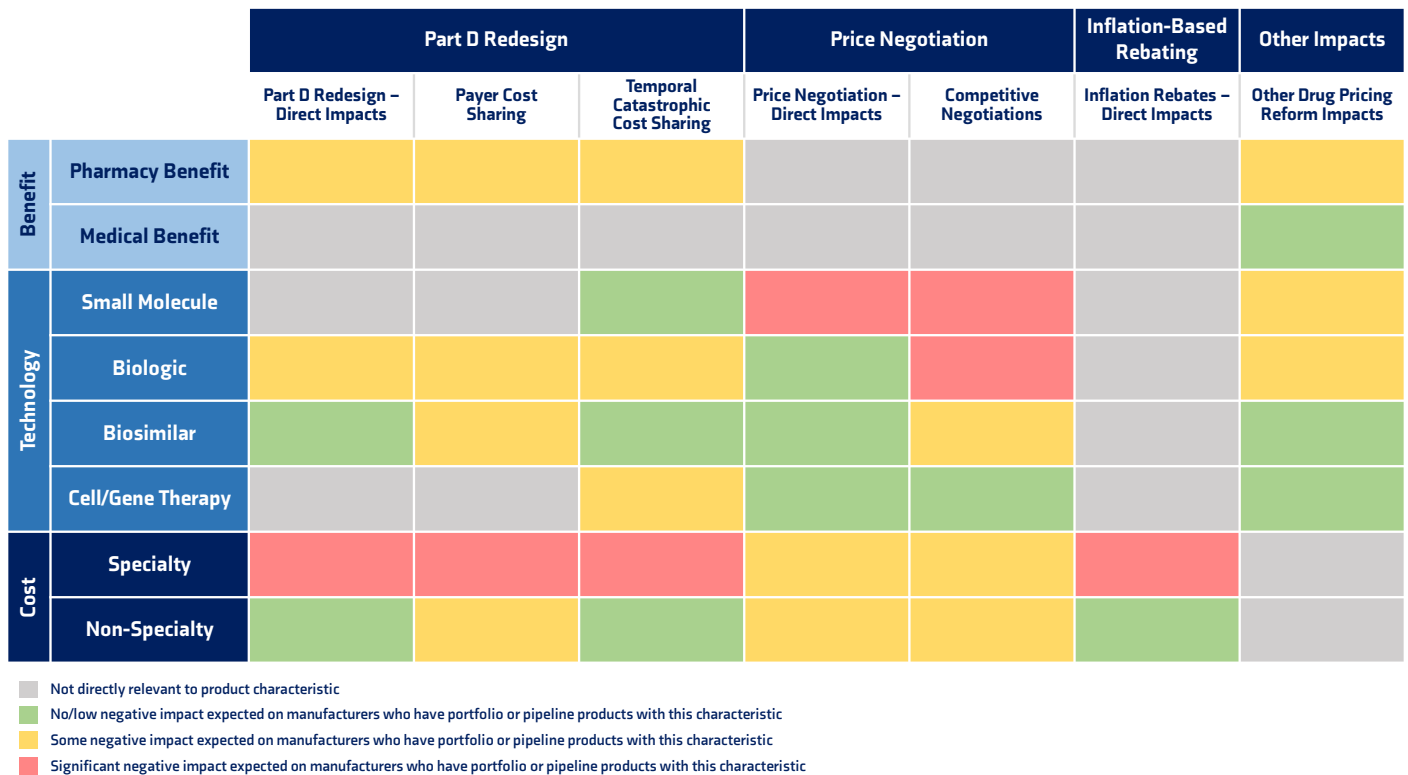 Part D Redesign
Price Negotiation
Inflation-Based
Rebating
Other Impacts
Part D Redesign –
Direct Impacts
Payer Cost
Sharing
Temporal
Catastrophic
Cost Sharing
Price Negotiation –
Direct Impacts
Competitive
Negotiations
Inflation Rebates –
Direct Impacts
Other Drug Pricing
Reform Impacts
Benefit
Pharmacy Benefit
Medical Benefit
Technology
Small Molecule
Biologic
Biosimilar
Cell/Gene Therapy
Cost
Specialty
Non-Specialty
Not directly relevant to product characteristic
No/low negative impact expected on manufacturers who have portfolio or pipeline products with this characteristic
Some negative impact expected on manufacturers who have portfolio or pipeline products with this characteristic
Significant negative impact expected on manufacturers who have portfolio or pipeline products with this characteristic